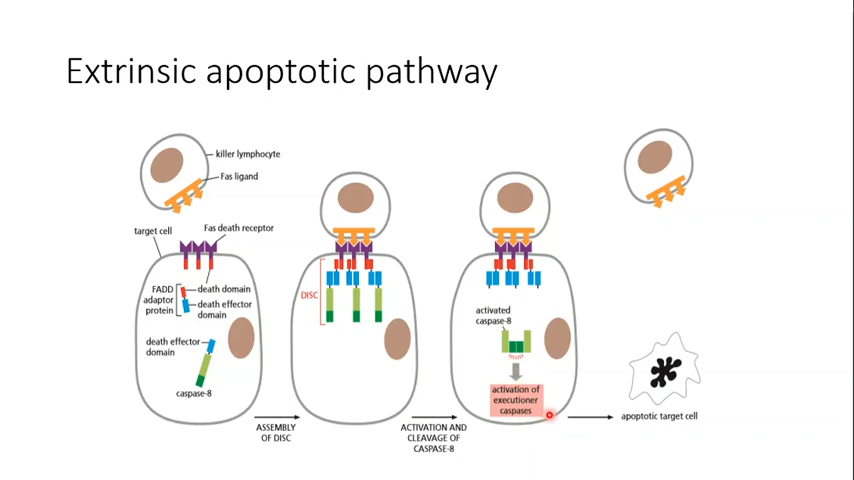 Extrinsic apoptotic pathway
killer lymphocyte
Fas ligand
target cell
Fas death receptor
FADD
adaptor
protein
death domain
death effector
domain
death effector
domain
caspase-8
ASSEMBLY
OF DISC
DISC
ACTIVATION AND
CLEAVAGE OF
CASPASE-8
activated
caspase-8
activation of
executioner
caspases
apoptotic target cell